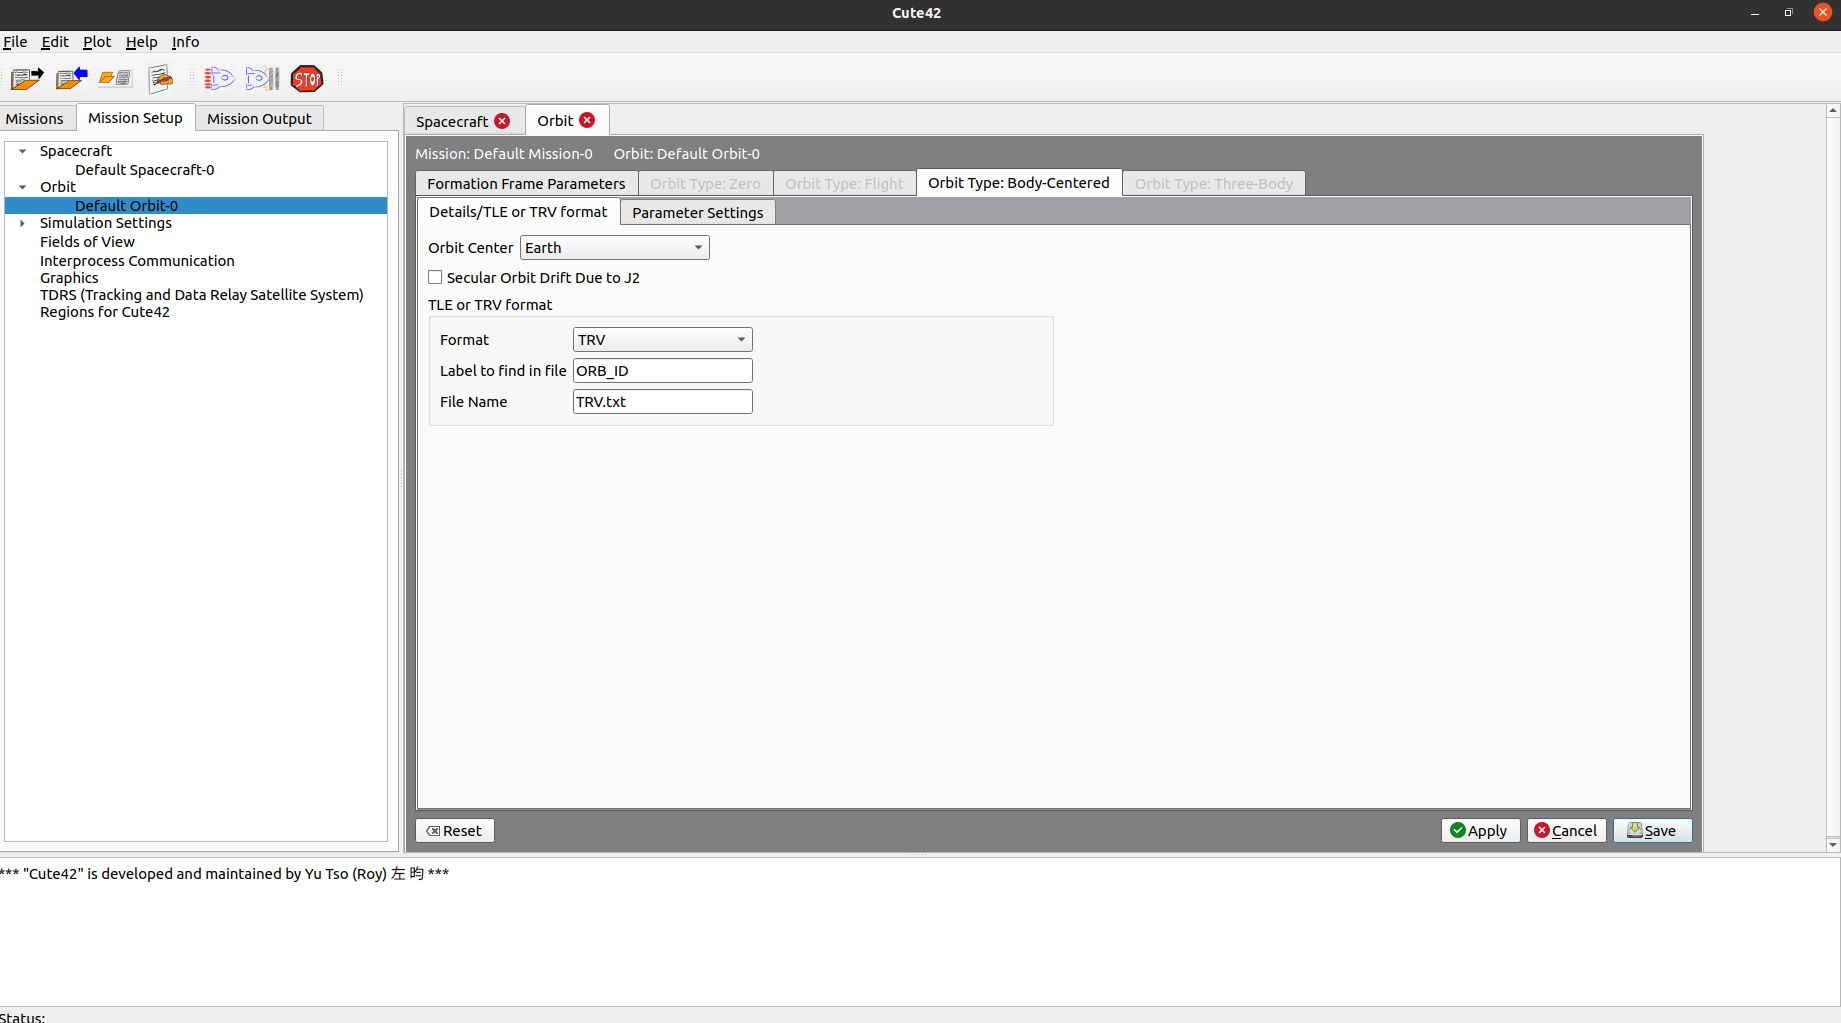 Cute42
File Edit Plot Help Info
STOP
Missions Mission Setup Mission Output
Spacecraft
Default Spacecraft-0
Orbit
Default Orbit-0
Simulation Settings
Fields of View
Interprocess Communication
Graphics
TDRS (Tracking and Data Relay Satellite System)
Regions for Cute42
Spacecraft Orbit
Mission: Default Mission-0 Orbit: Default Orbit-0
Formation Frame Parameters Orbit Type: Zero Orbit Type: Flight Orbit Type: Body-Centered Orbit Type: Three-Body
Details/TLE or TRV format Parameter Settings
Orbit Center Earth
Secular Orbit Drift Due to J2
TLE or TRV format
Format TRV
Label to find in file ORB_ID
File Name TRV.txt
Reset Apply Cancel Save
*** "Cute42" is developed and maintained by Yu Tso (Roy) 左 昀 ***
Status: